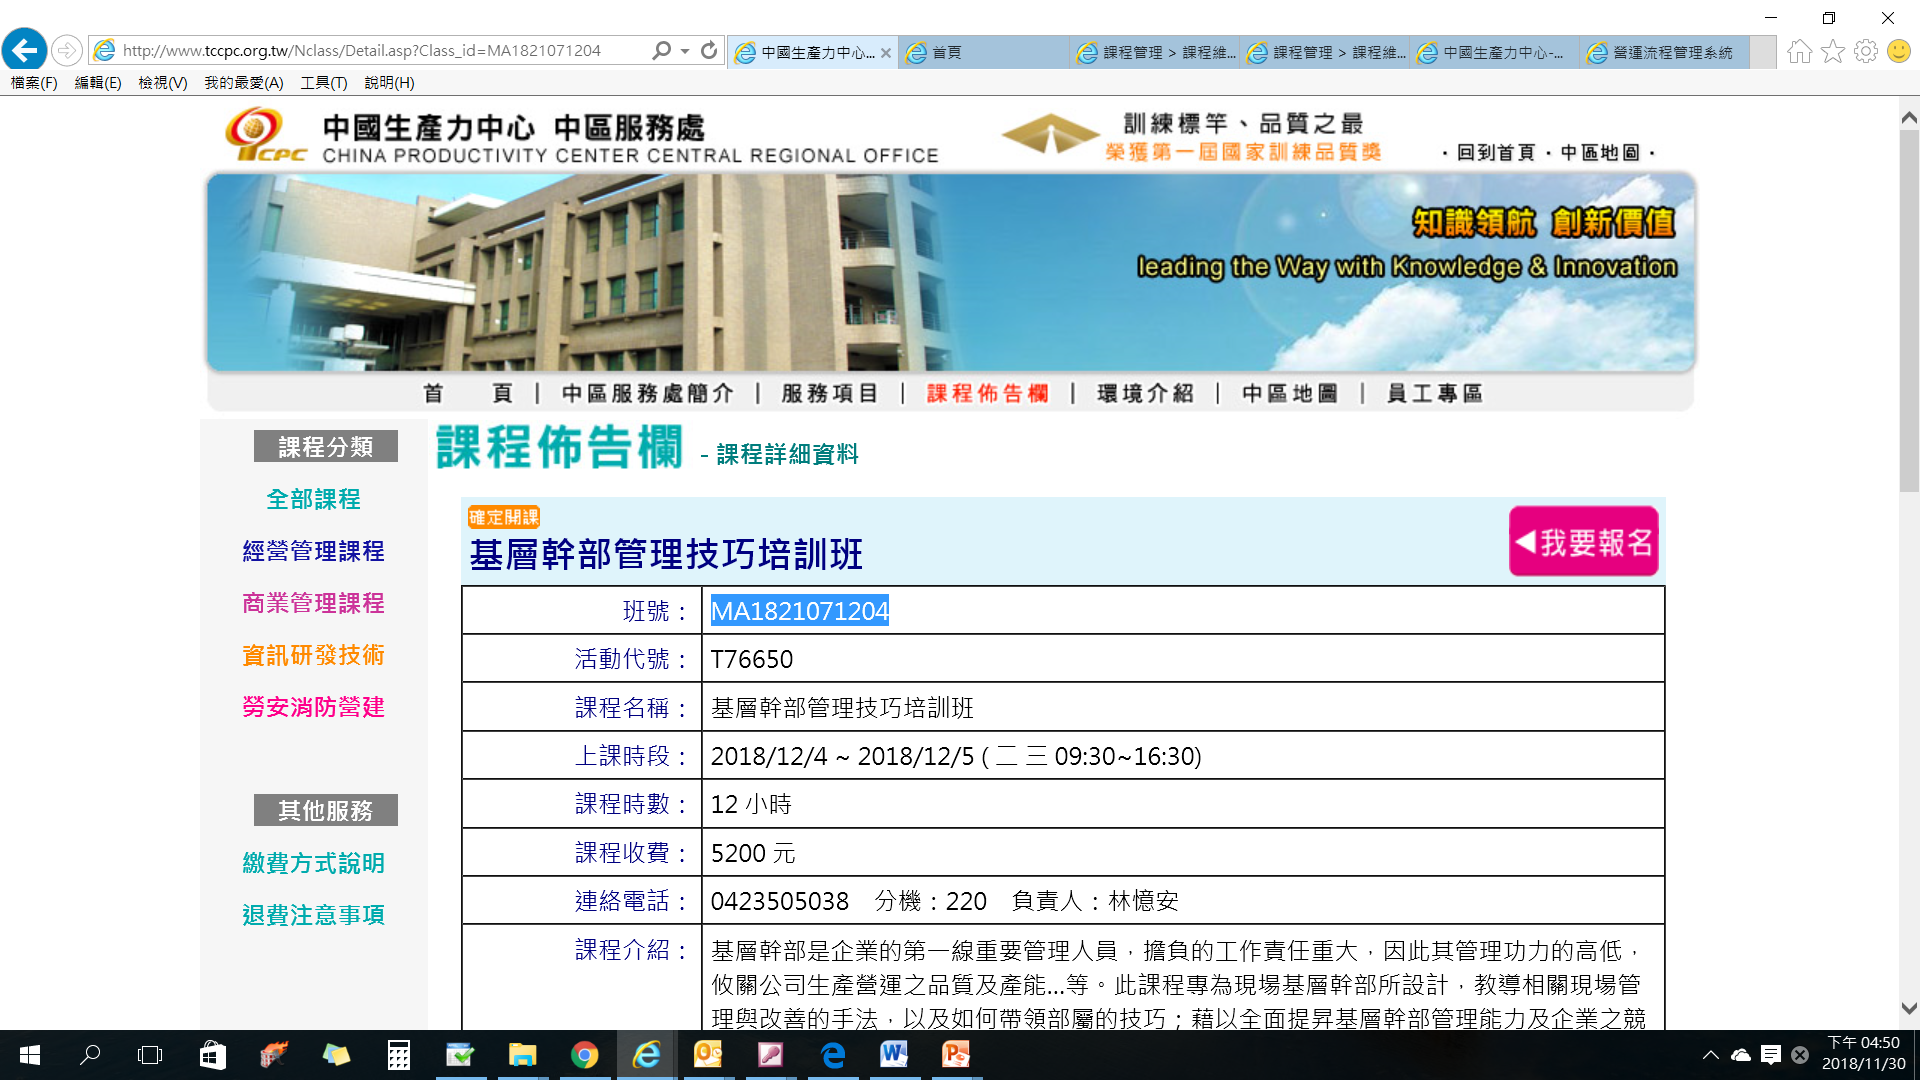 http://www.tccpc.org.tw/Nclass/Detail.asp?Class_id=MA1821071204
中國生產力中心...
首頁
課程管理 > 課程維...
課程管理 > 課程維...
中國生產力中心-...
營運流程管理系統
檔案(F) 編輯(E) 檢視(V) 我的最愛(A) 工具(T) 說明(H)
CPC
中國生產力中心 中區服務處
CHINA PRODUCTIVITY CENTER CENTRAL REGIONAL OFFICE
訓練標竿、品質之最
榮獲第一屆國家訓練品質獎
・回到首頁・中區地圖・
知識領航 創新價值
leading the Way with Knowledge & Innovation
首 頁 | 中區服務處簡介 | 服務項目 | 課程佈告欄 | 環境介紹 | 中區地圖 | 員工專區
課程分類
全部課程
經營管理課程
商業管理課程
資訊研發技術
勞安消防營建
其他服務
繳費方式說明
退費注意事項
課程佈告欄 - 課程詳細資料
確定開課
基層幹部管理技巧培訓班
我要報名
班號： MA1821071204
活動代號： T76650
課程名稱： 基層幹部管理技巧培訓班
上課時段： 2018/12/4 ~ 2018/12/5 ( 二 三 09:30~16:30)
課程時數： 12 小時
課程收費： 5200 元
連絡電話： 0423505038 分機：220 負責人：林憶安
課程介紹： 基層幹部是企業的第一線重要管理人員，擔負的工作責任重大，因此其管理功力的高低，
攸關公司生產營運之品質及產能...等。此課程專為現場基層幹部所設計，教導相關現場管
理與改善的手法，以及如何帶領部屬的技巧；藉以全面提昇基層幹部管理能力及企業之競
下午 04:50
2018/11/30